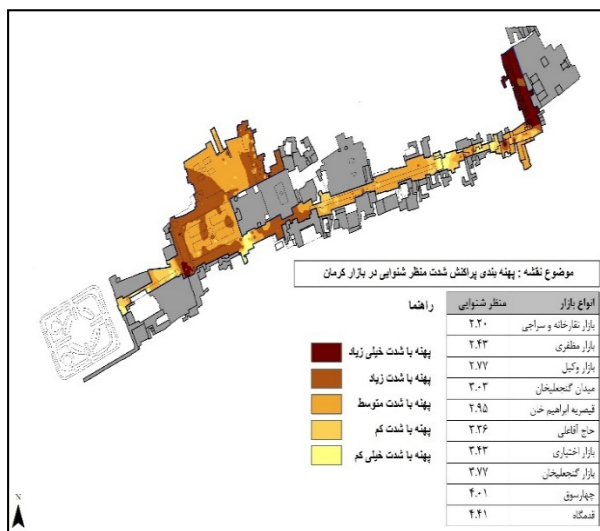 موضوع نقشه : پهنه بندی پراکنش شدت منظر شنوایی در بازار کرمان
راهنما
پهنه با شدت خیلی زیاد
پهنه با شدت زیاد
پهنه با شدت متوسط
پهنه با شدت کم
پهنه با شدت خیلی کم
انواع بازار منظر شنوایی
بازار نقارخانه و سراجی ۲.۲۰
بازار مظفری ۲.۴۳
بازار وکیل ۲.۷۷
میدان گنجعلیخان ۳.۰۳
قیصریه ابراهیم خان ۲.۹۵
حاج آقاعلی ۳.۳۶
بازار اختیاری ۳.۴۳
بازار گنجعلیخان ۳.۷۷
چهارسوق ۴.۰۱
قدمگاه ۴.۴۱
N